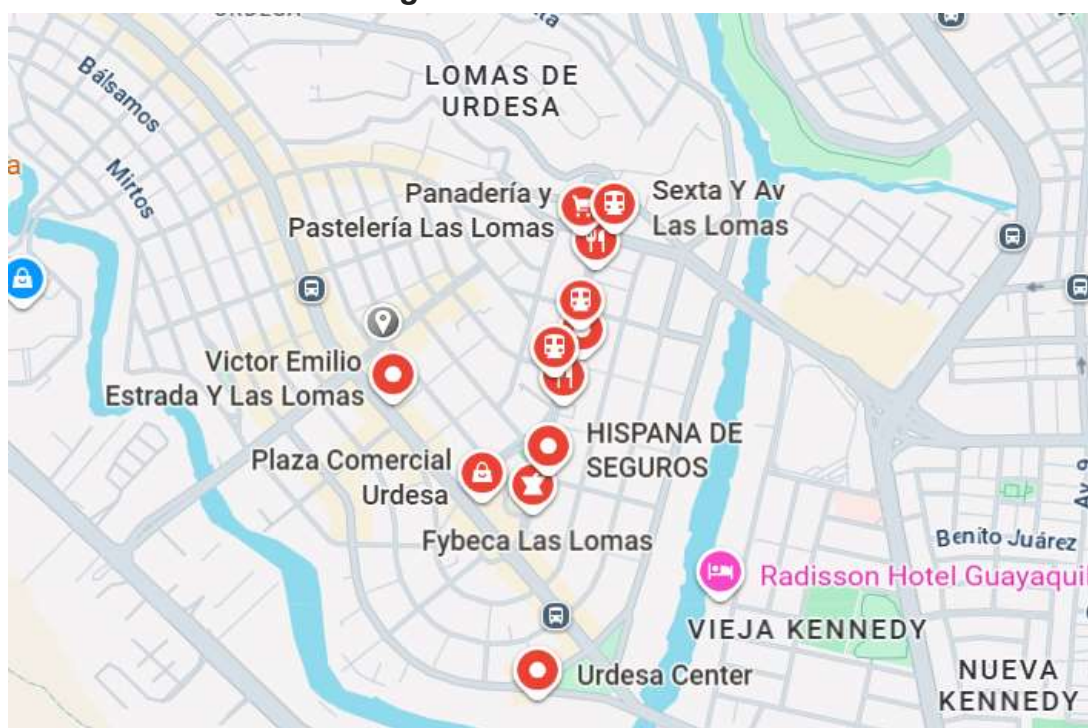 URDESA
Bálsamos
Mirtos
LOMAS DE
URDESA
Panadería y
Pastelería Las Lomas
Sexta Y Av
Las Lomas
Victor Emilio
Estrada Y Las Lomas
HISPANA DE
SEGUROS
Plaza Comercial
Urdesa
Fybeca Las Lomas
Benito Juárez
Radisson Hotel Guayaquil
VIEJA KENNEDY
NUEVA
KENNEDY
Urdesa Center